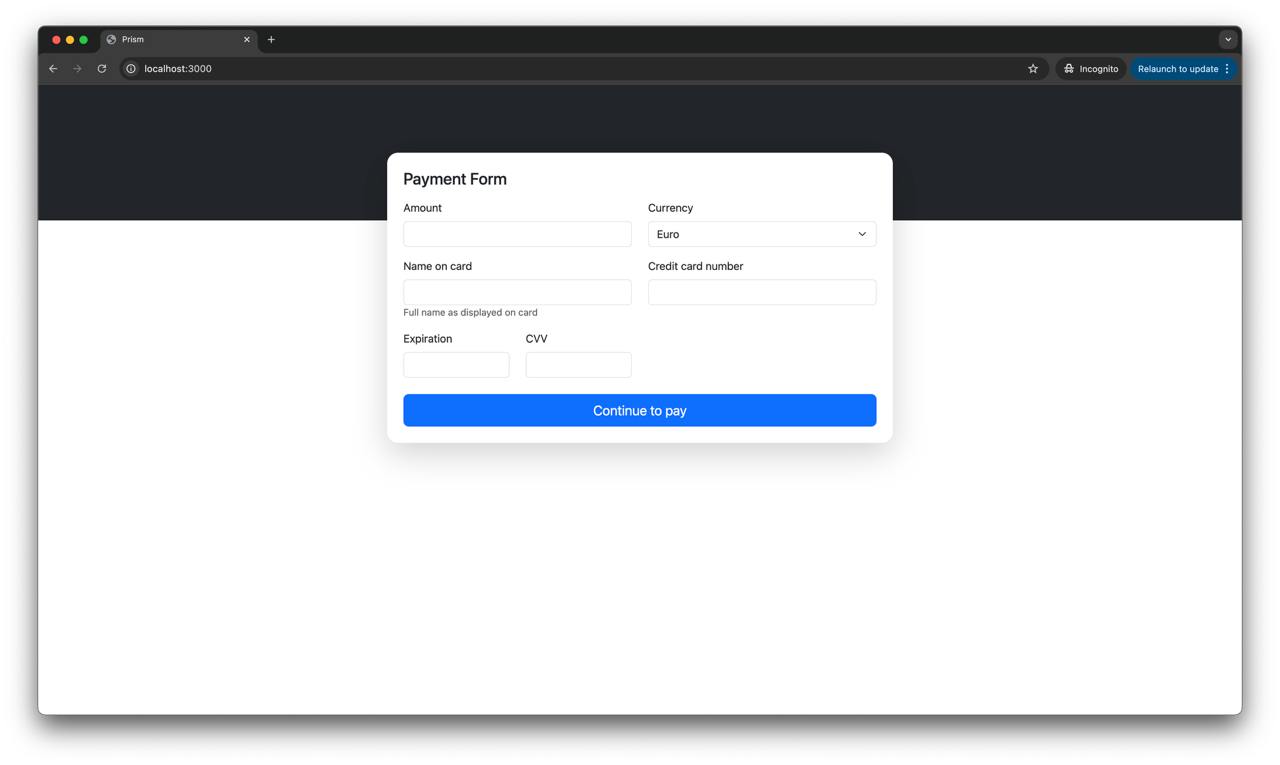 Prism
localhost:3000
Incognito
Relaunch to update
Payment Form
Amount
Currency
Euro
Name on card
Credit card number
Full name as displayed on card
Expiration
CVV
Continue to pay